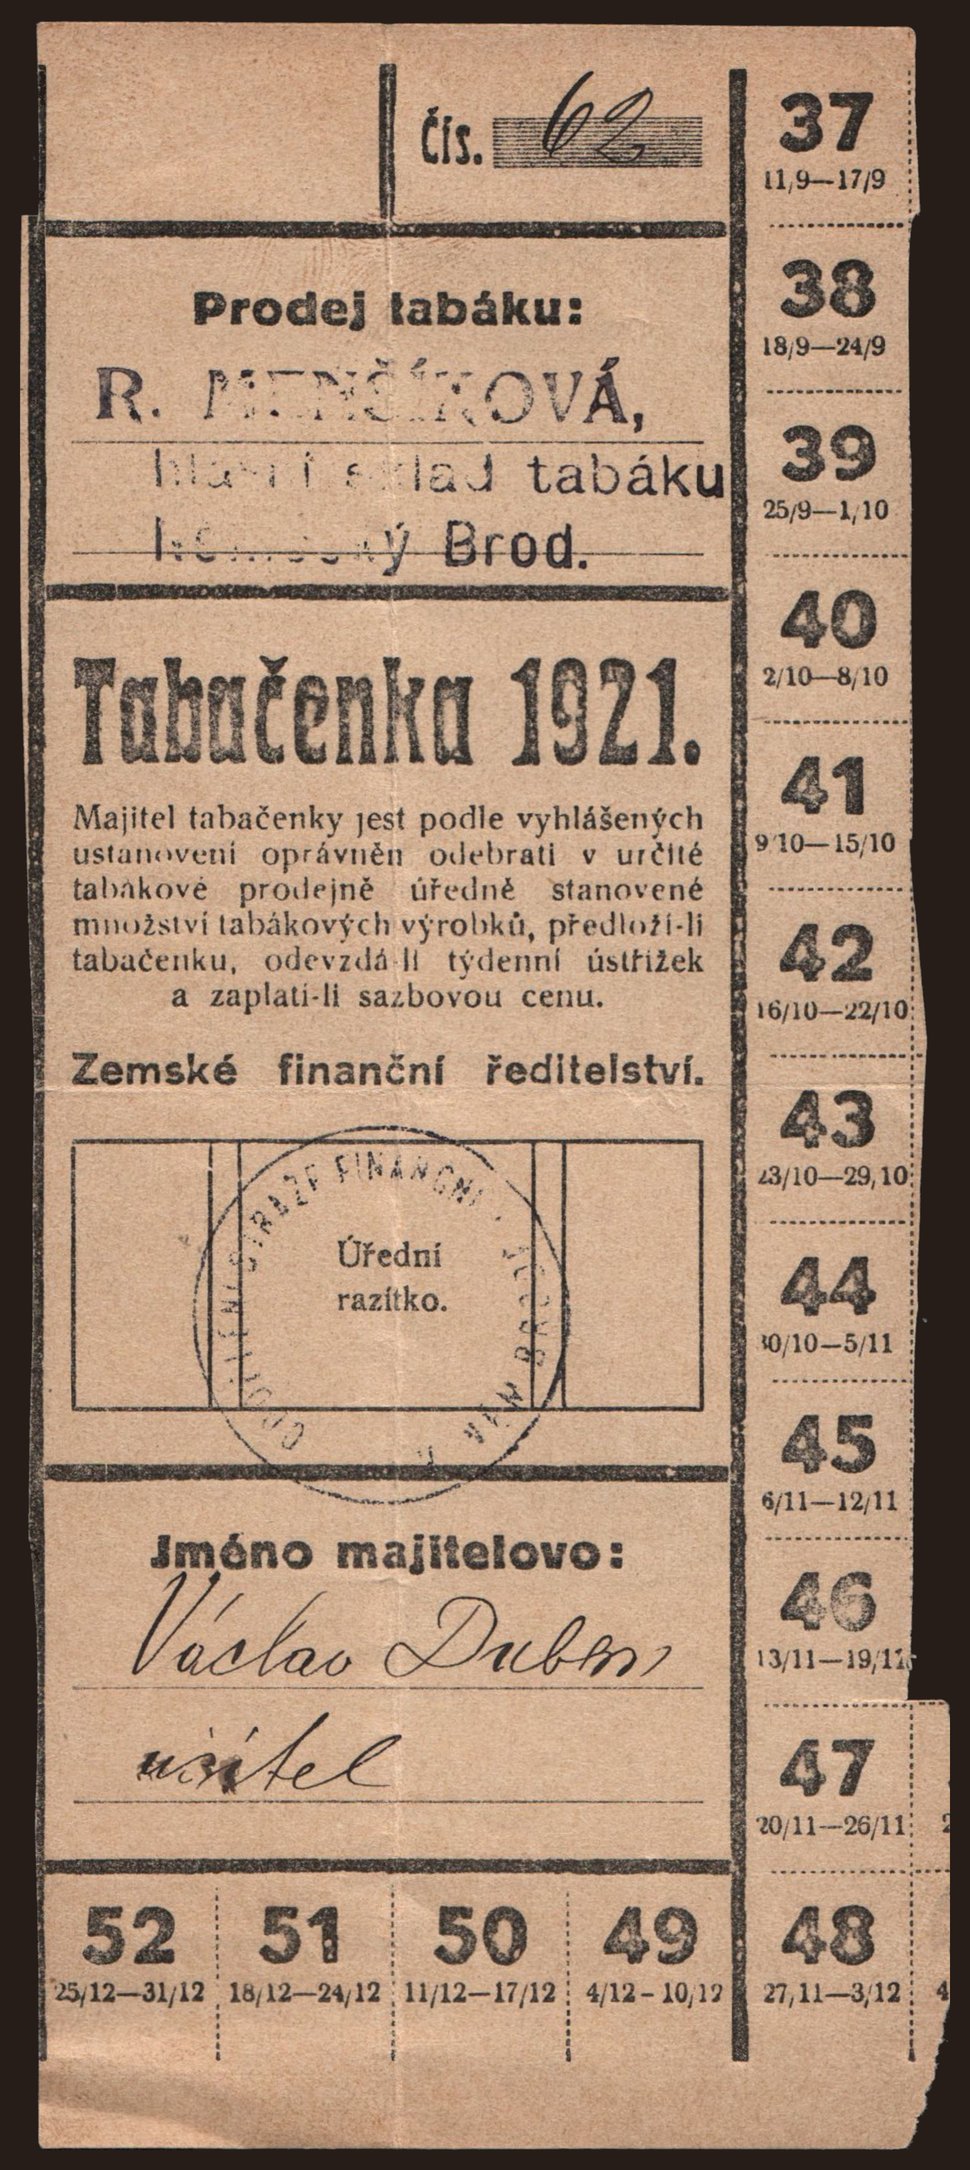 Čís. 62
Prodej tabáku:
R. MENŠÍKOVÁ,
hlavní sklad tabáku
Německý Brod.
Tabačenka 1921.
Majitel tabačenky jest podle vyhlášených
ustanovení oprávněn odebrati v určité
tabákové prodejně úředně stanovené
množství tabákových výrobků, předloží-li
tabačenku, odevzdá-li týdenní ústřižek
a zaplatí-li sazbovou cenu.
Zemské finanční ředitelství.
STRÁŽE FINANČNÍ
Úřední
razítko.
Jméno majitelovo:
Václav
učitel
37
11/9—17/9
38
18/9—24/9
39
25/9—1/10
40
2/10—8/10
41
9/10—15/10
42
16/10—22/10
43
23/10—29/10
44
30/10—5/11
45
6/11—12/11
46
13/11—19/11
47
20/11—26/11
52 51 50 49 48
25/12—31/12 18/12—24/12 11/12—17/12 4/12-10/12 27/11—3/12